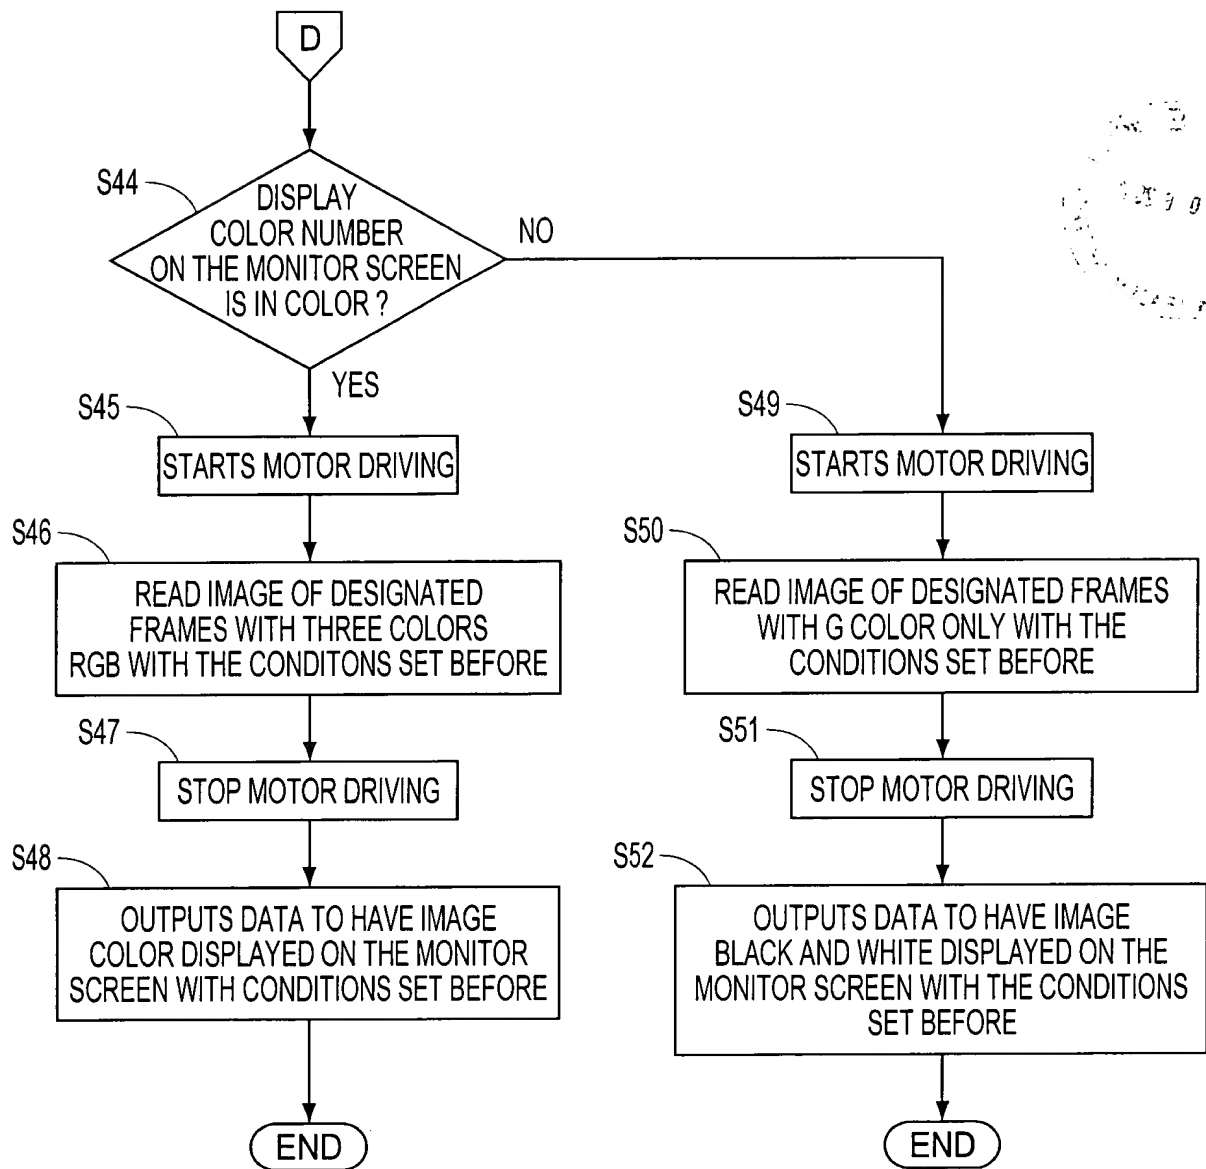 D
S44
DISPLAY
COLOR NUMBER
ON THE MONITOR SCREEN
IS IN COLOR ?
NO
YES
S45
STARTS MOTOR DRIVING
S46
READ IMAGE OF DESIGNATED
FRAMES WITH THREE COLORS
RGB WITH THE CONDITONS SET BEFORE
S47
STOP MOTOR DRIVING
S48
OUTPUTS DATA TO HAVE IMAGE
COLOR DISPLAYED ON THE MONITOR
SCREEN WITH CONDITIONS SET BEFORE
END
S49
STARTS MOTOR DRIVING
S50
READ IMAGE OF DESIGNATED FRAMES
WITH G COLOR ONLY WITH THE
CONDITIONS SET BEFORE
S51
STOP MOTOR DRIVING
S52
OUTPUTS DATA TO HAVE IMAGE
BLACK AND WHITE DISPLAYED ON THE
MONITOR SCREEN WITH THE CONDITIONS
SET BEFORE
END